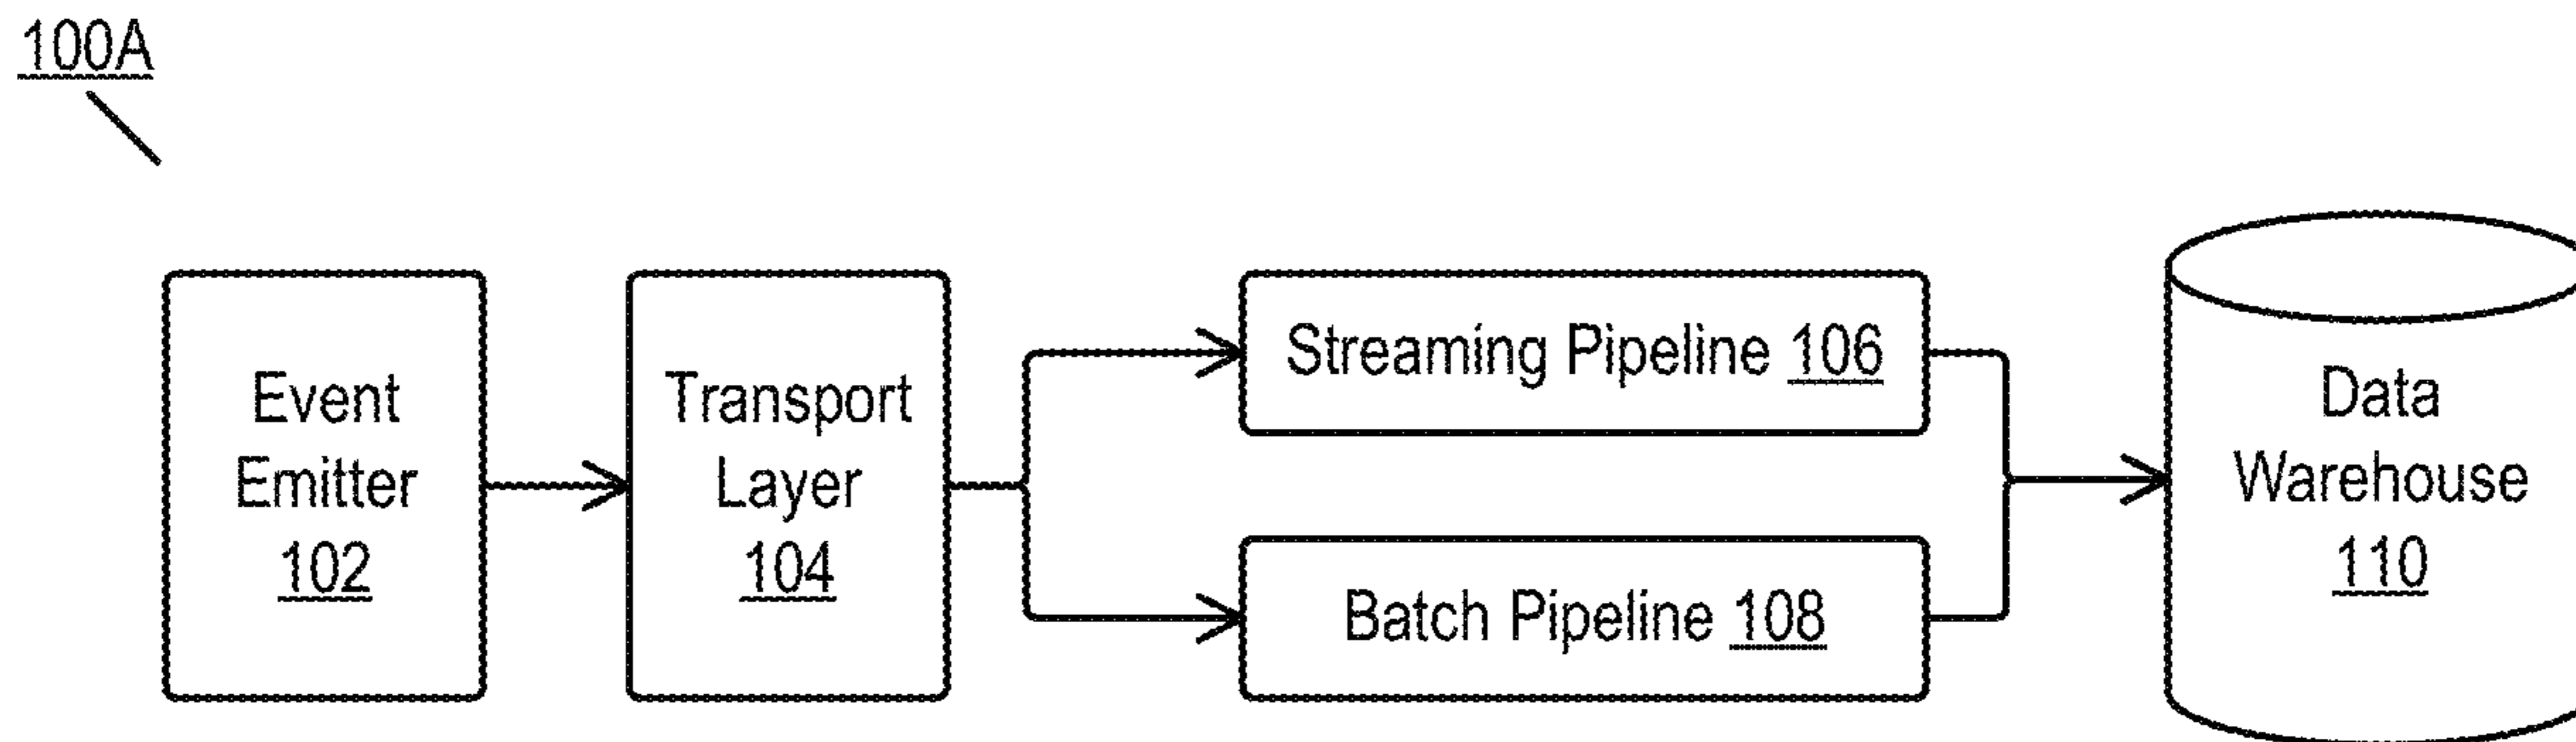 100A
Event
Emitter
102
Transport
Layer
104
Streaming Pipeline 106
Batch Pipeline 108
Data
Warehouse
110